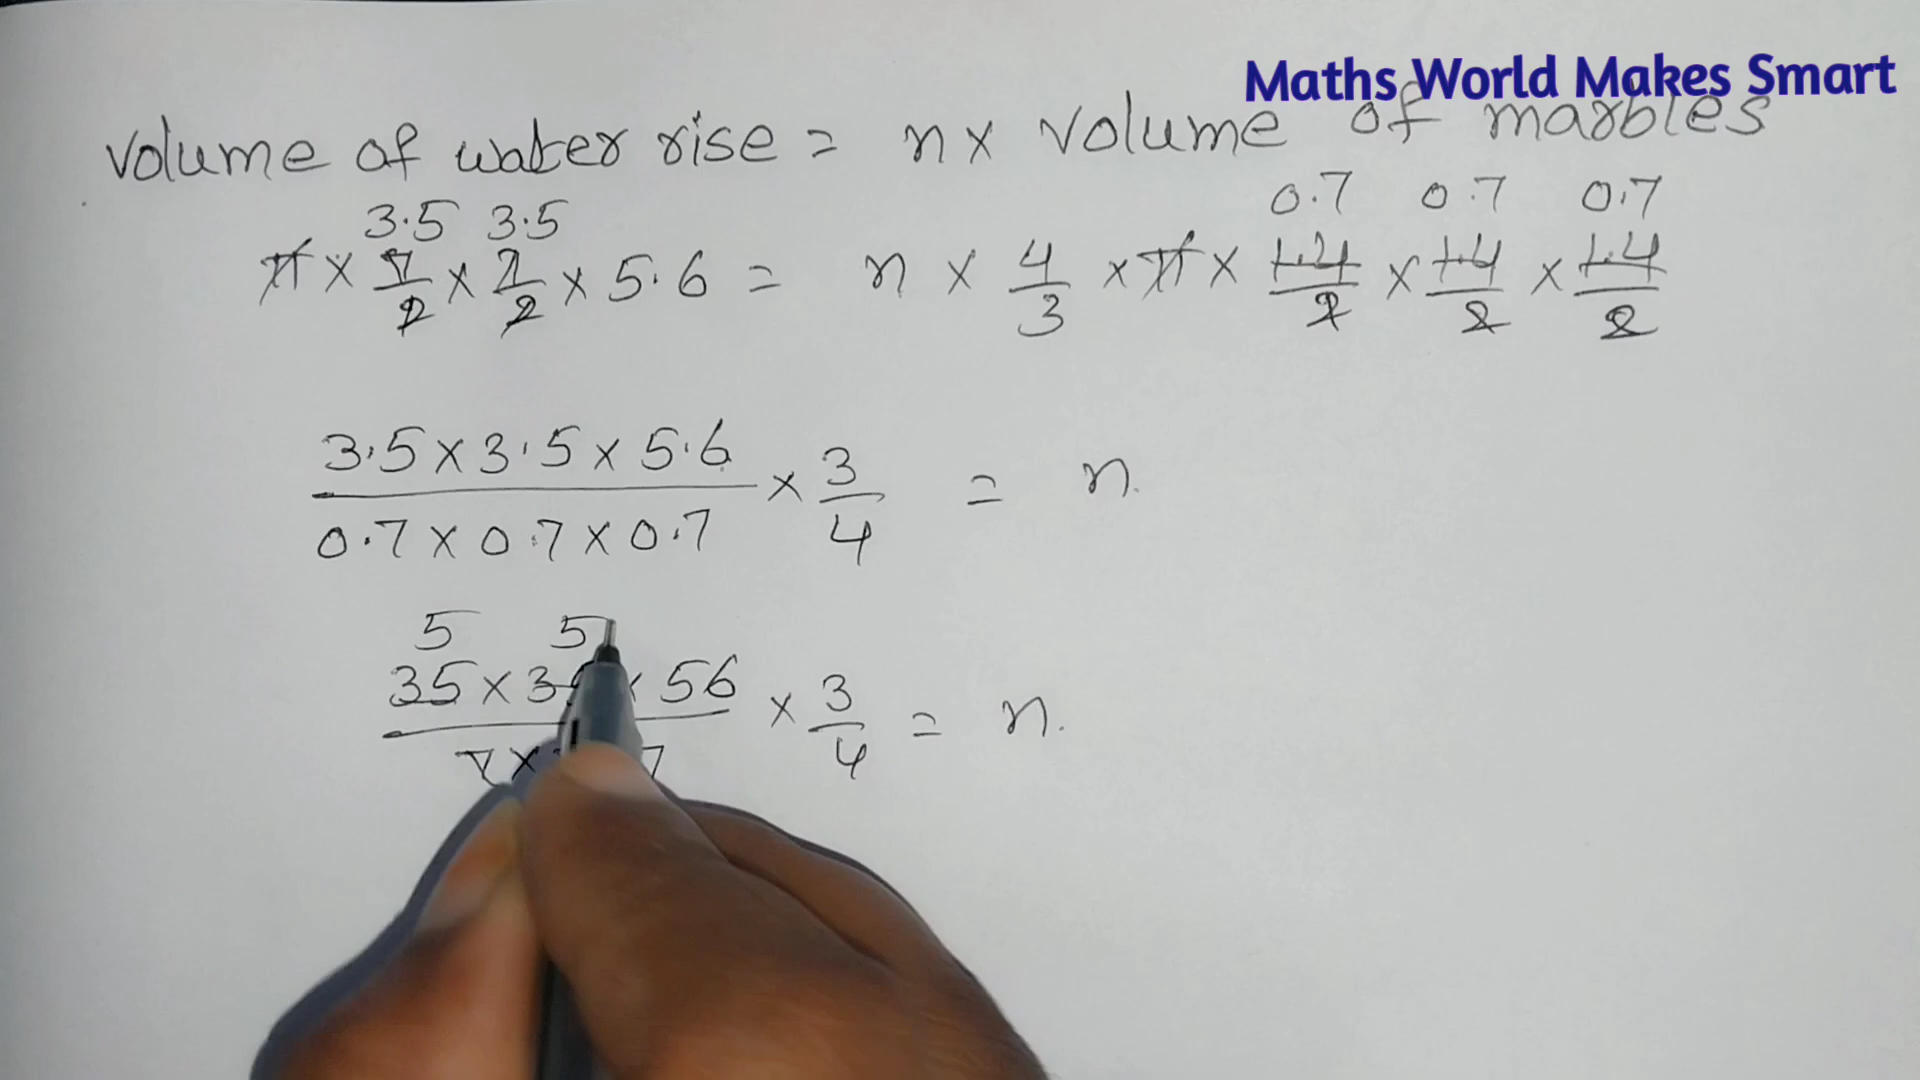 Maths World Makes Smart
volume of water rise = n × volume of marbles
3.5 3.5 0.7 0.7 0.7
π × 7/2 × 7/2 × 5.6 = n × 4/3 × π × 1.4/2 × 1.4/2 × 1.4/2
3.5 × 3.5 × 5.6 / 0.7 × 0.7 × 0.7 × 3/4 = n.
5 5
35 × 3 × 56 / 7 × 7 × 3/4 = n.